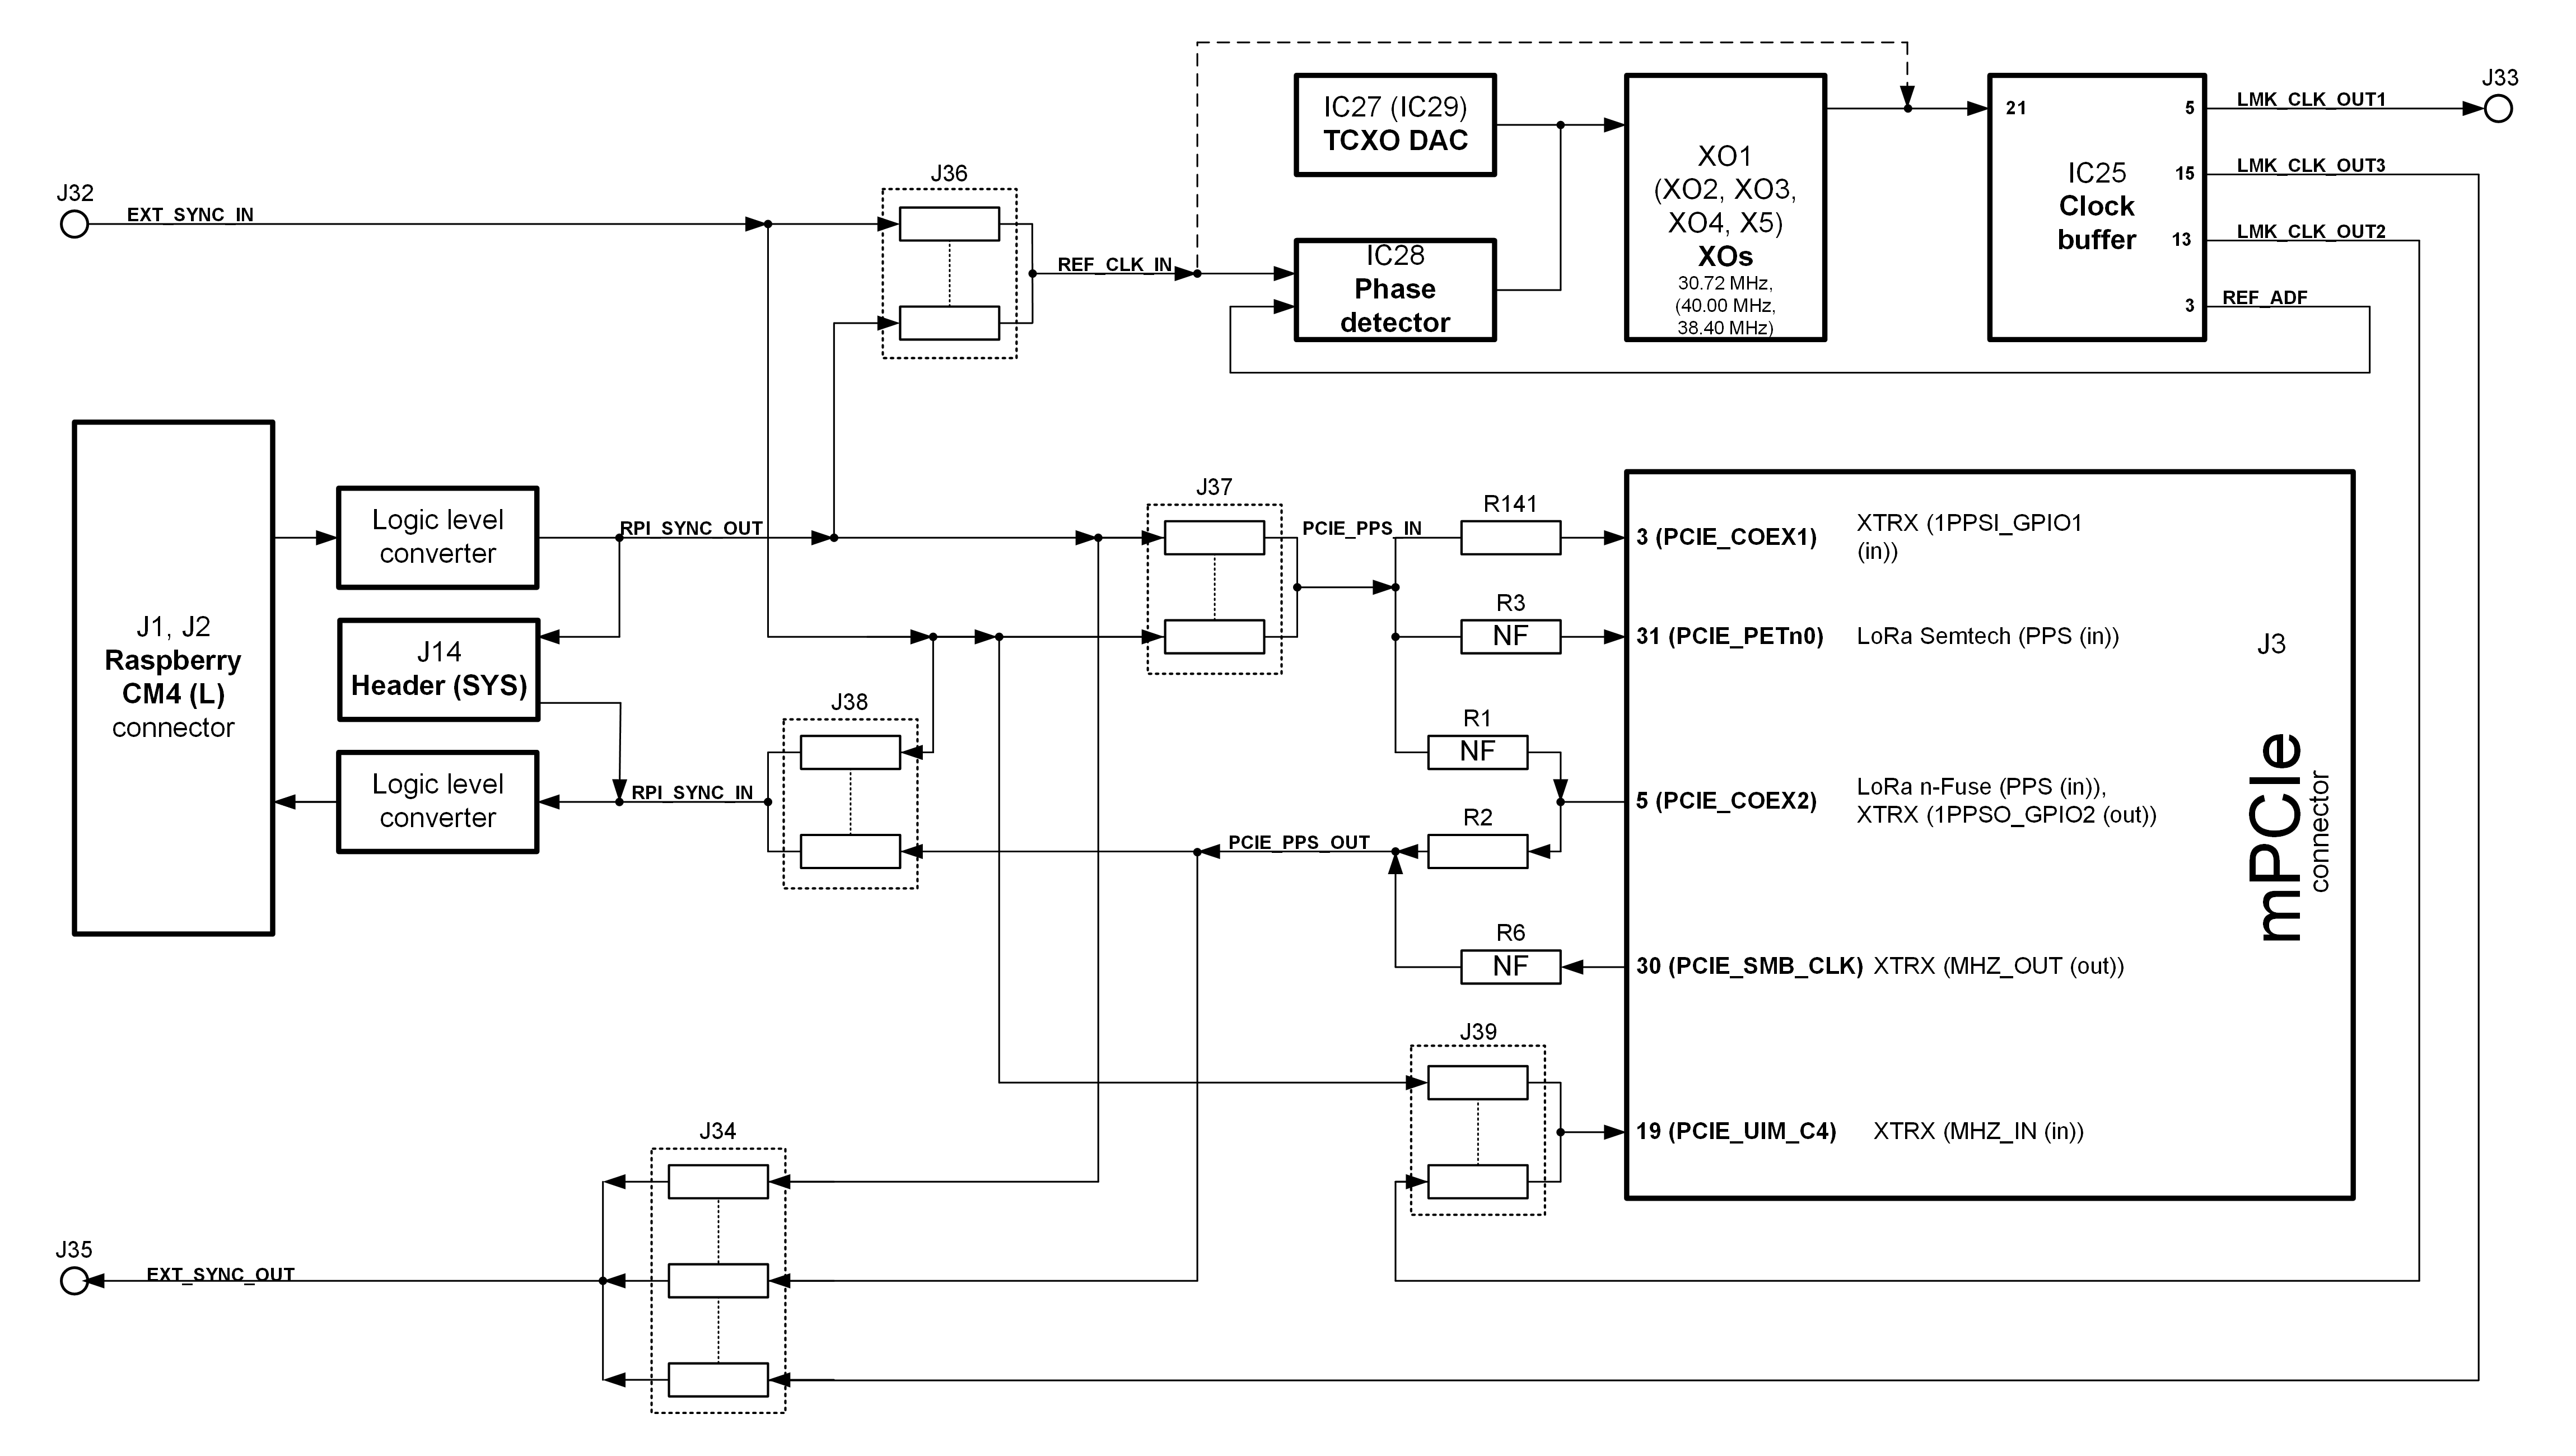 J32
EXT_SYNC_IN
J36
REF_CLK_IN
IC27 (IC29)
TCXO DAC
IC28
Phase
detector
XO1
(XO2, XO3,
XO4, X5)
XOs
30.72 MHz,
(40.00 MHz,
38.40 MHz)
21
IC25
Clock
buffer
5
15
13
3
LMK_CLK_OUT1
LMK_CLK_OUT3
LMK_CLK_OUT2
REF_ADF
J33
J1, J2
Raspberry
CM4 (L)
connector
Logic level
converter
J14
Header (SYS)
Logic level
converter
RPI_SYNC_OUT
RPI_SYNC_IN
J38
J37
PCIE_PPS_IN
R141
R3
NF
R1
NF
R2
PCIE_PPS_OUT
R6
NF
3 (PCIE_COEX1)
XTRX (1PPSI_GPIO1
(in))
31 (PCIE_PETn0)
LoRa Semtech (PPS (in))
5 (PCIE_COEX2)
LoRa n-Fuse (PPS (in)),
XTRX (1PPSO_GPIO2 (out))
30 (PCIE_SMB_CLK)
XTRX (MHZ_OUT (out))
19 (PCIE_UIM_C4)
XTRX (MHZ_IN (in))
J3
mPCIe
connector
J39
J34
J35
EXT_SYNC_OUT